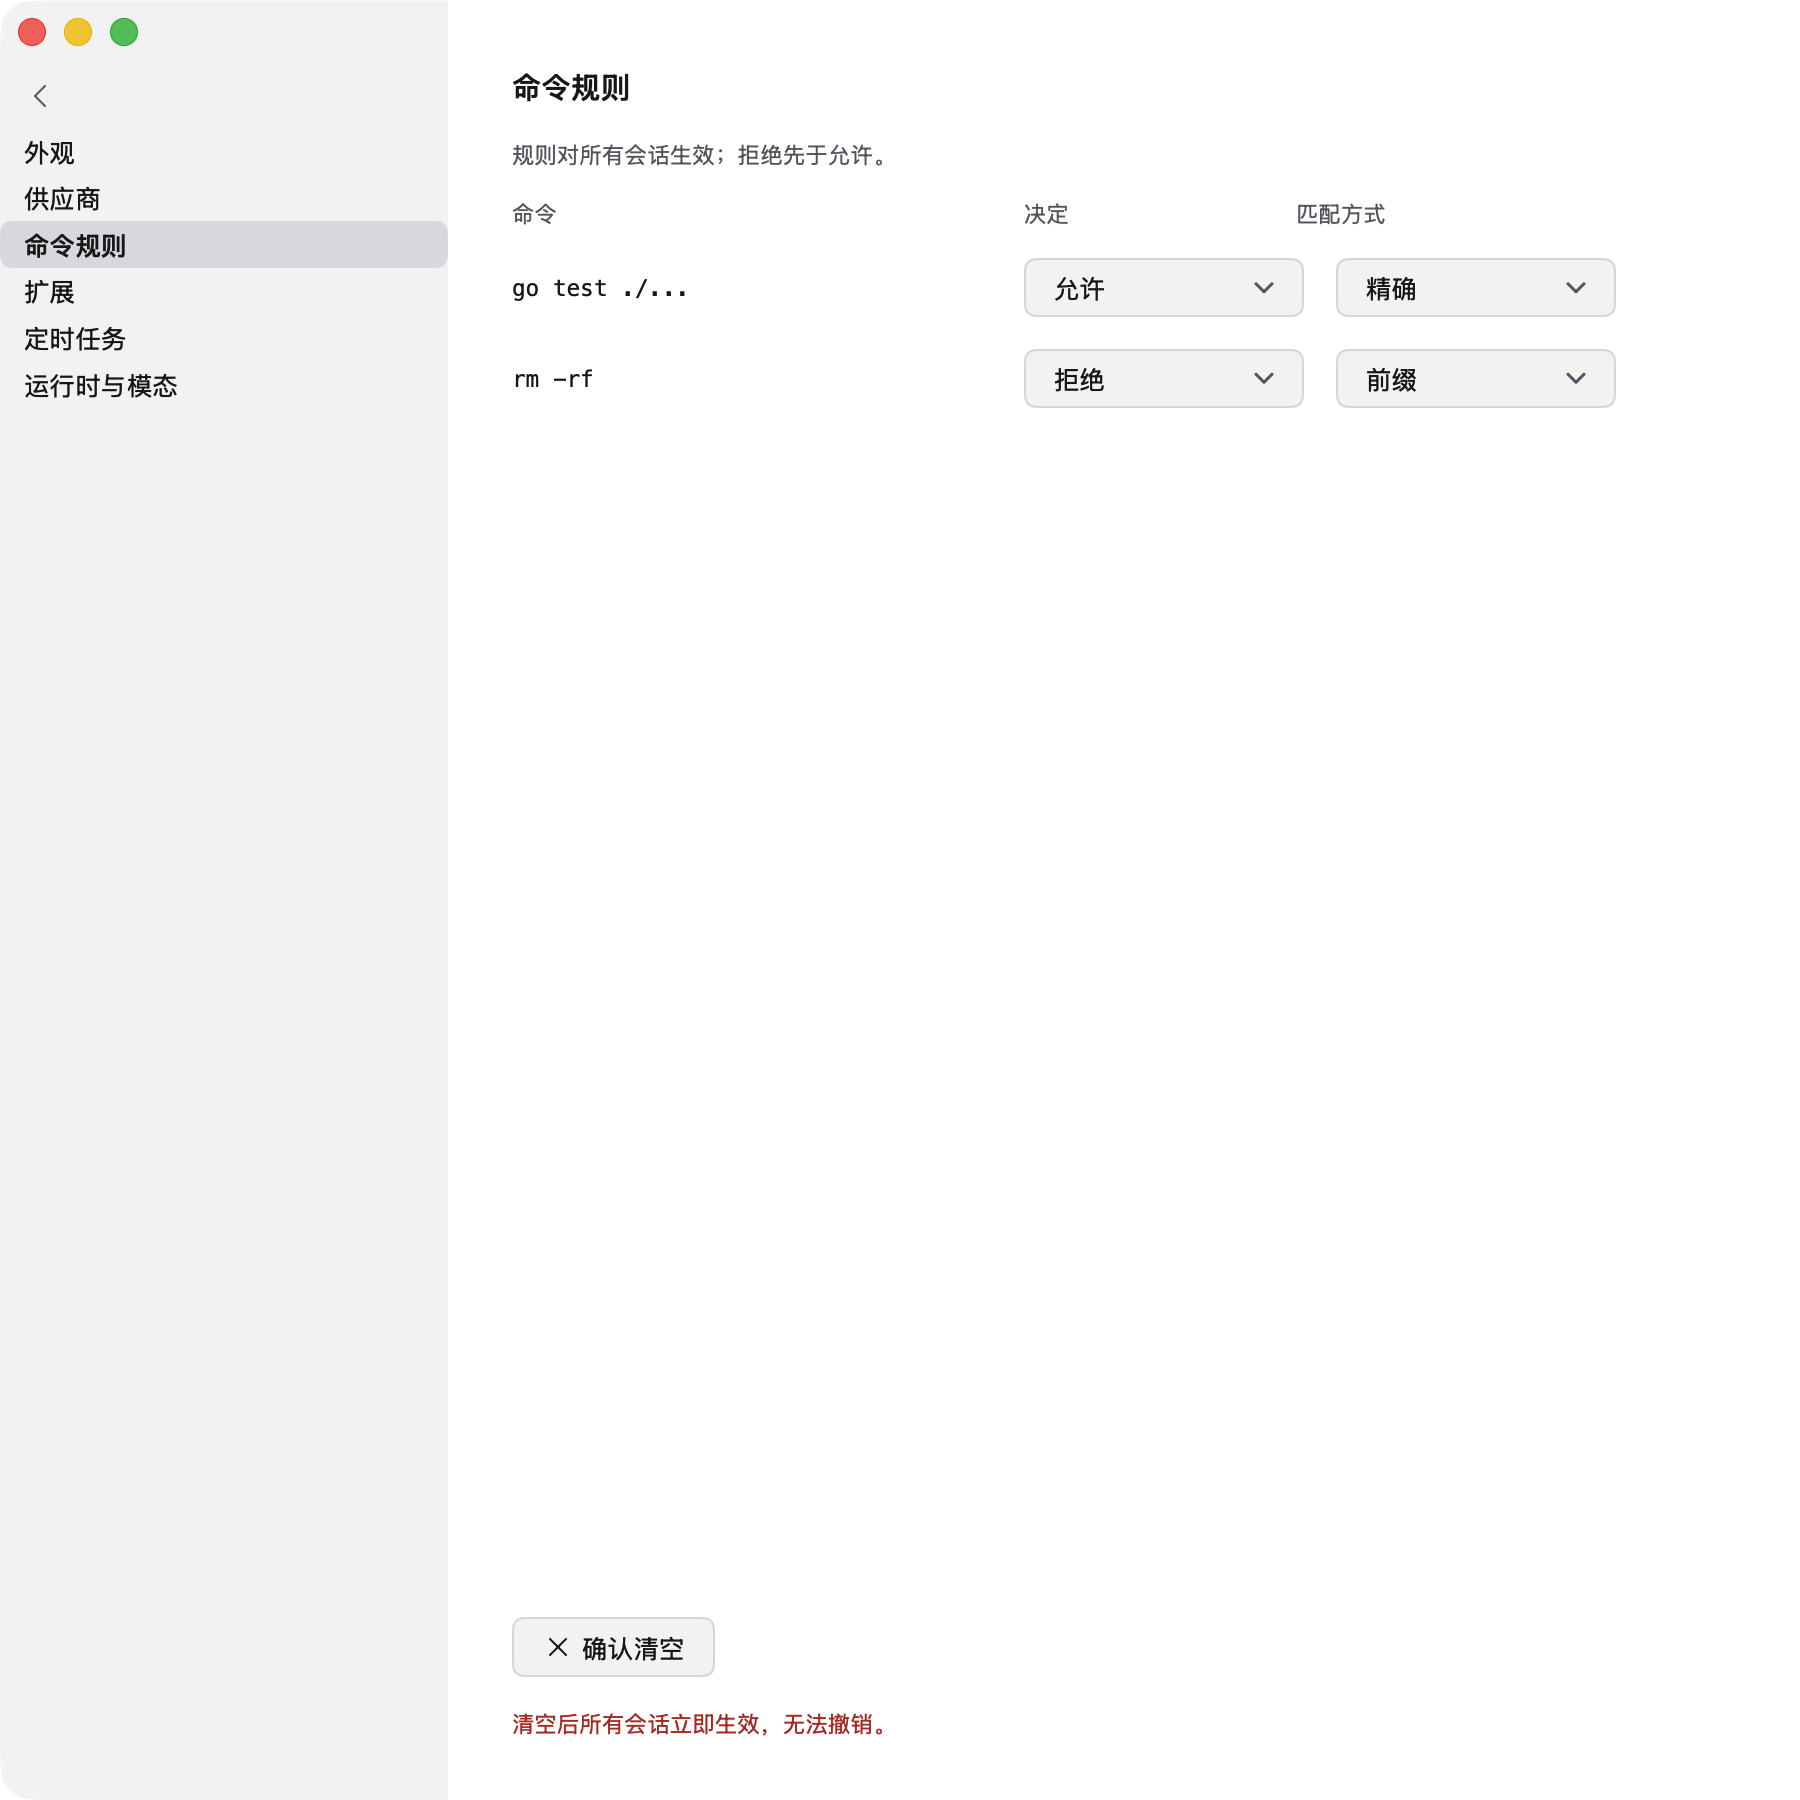 外观
供应商
命令规则
扩展
定时任务
运行时与模态
命令规则
规则对所有会话生效；拒绝先于允许。
命令 决定 匹配方式
go test ./... 允许 精确
rm -rf 拒绝 前缀
确认清空
清空后所有会话立即生效，无法撤销。